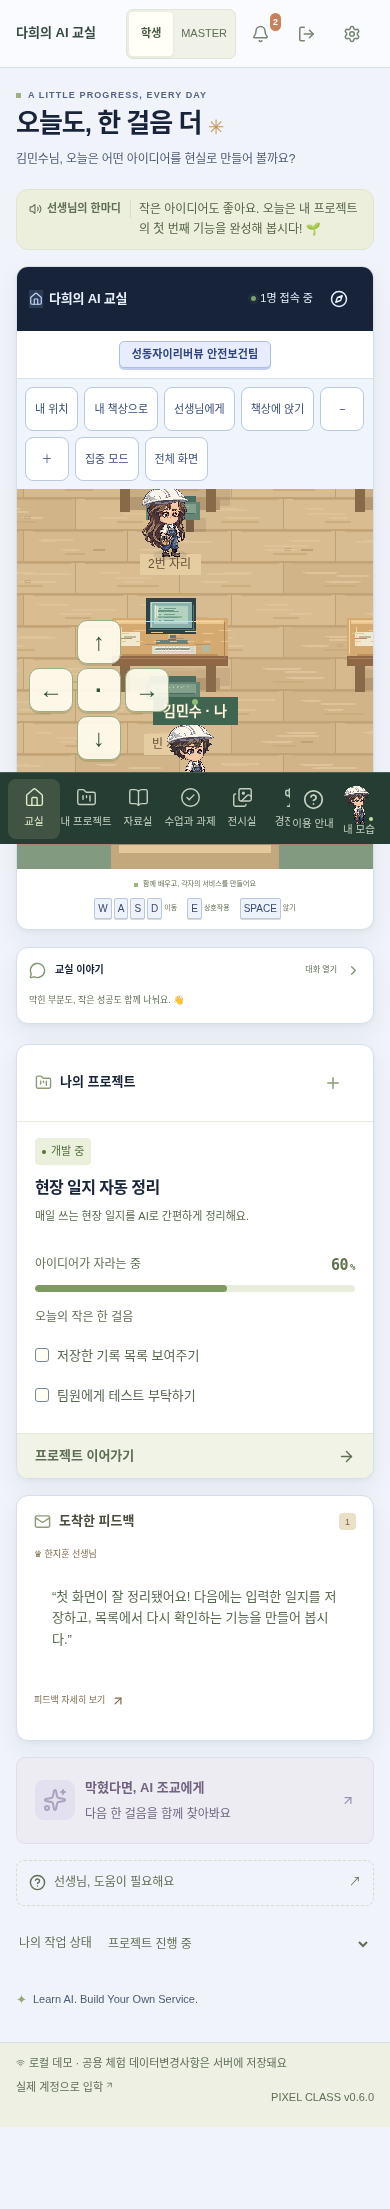 다희의 AI 교실
학생
MASTER
2
A LITTLE PROGRESS, EVERY DAY
오늘도, 한 걸음 더
김민수님, 오늘은 어떤 아이디어를 현실로 만들어 볼까요?
선생님의 한마디
작은 아이디어도 좋아요. 오늘은 내 프로젝트
의 첫 번째 기능을 완성해 봅시다! 🌱
다희의 AI 교실
1명 접속 중
성동자이리버뷰 안전보건팀
내 위치
내 책상으로
선생님에게
책상에 앉기
−
+
집중 모드
전체 화면
2번 자리
↑
←
·
→
↓
김민수 · 나
빈
교실
내 프로젝트
자료실
수업과 과제
전시실
이용 안내
내 모습
함께 배우고, 각자의 서비스를 만들어요
W A S D 이동 E 상호작용 SPACE 앉기
교실 이야기
대화 열기
막힌 부분도, 작은 성공도 함께 나눠요. 👋
나의 프로젝트
개발 중
현장 일지 자동 정리
매일 쓰는 현장 일지를 AI로 간편하게 정리해요.
아이디어가 자라는 중
60%
오늘의 작은 한 걸음
저장한 기록 목록 보여주기
팀원에게 테스트 부탁하기
프로젝트 이어가기
도착한 피드백
1
♛ 한지훈 선생님
“첫 화면이 잘 정리됐어요! 다음에는 입력한 일지를 저
장하고, 목록에서 다시 확인하는 기능을 만들어 봅시
다.”
피드백 자세히 보기
막혔다면, AI 조교에게
다음 한 걸음을 함께 찾아봐요
선생님, 도움이 필요해요
나의 작업 상태
프로젝트 진행 중
Learn AI. Build Your Own Service.
로컬 데모 · 공용 체험 데이터변경사항은 서버에 저장돼요
실제 계정으로 입학
PIXEL CLASS v0.6.0